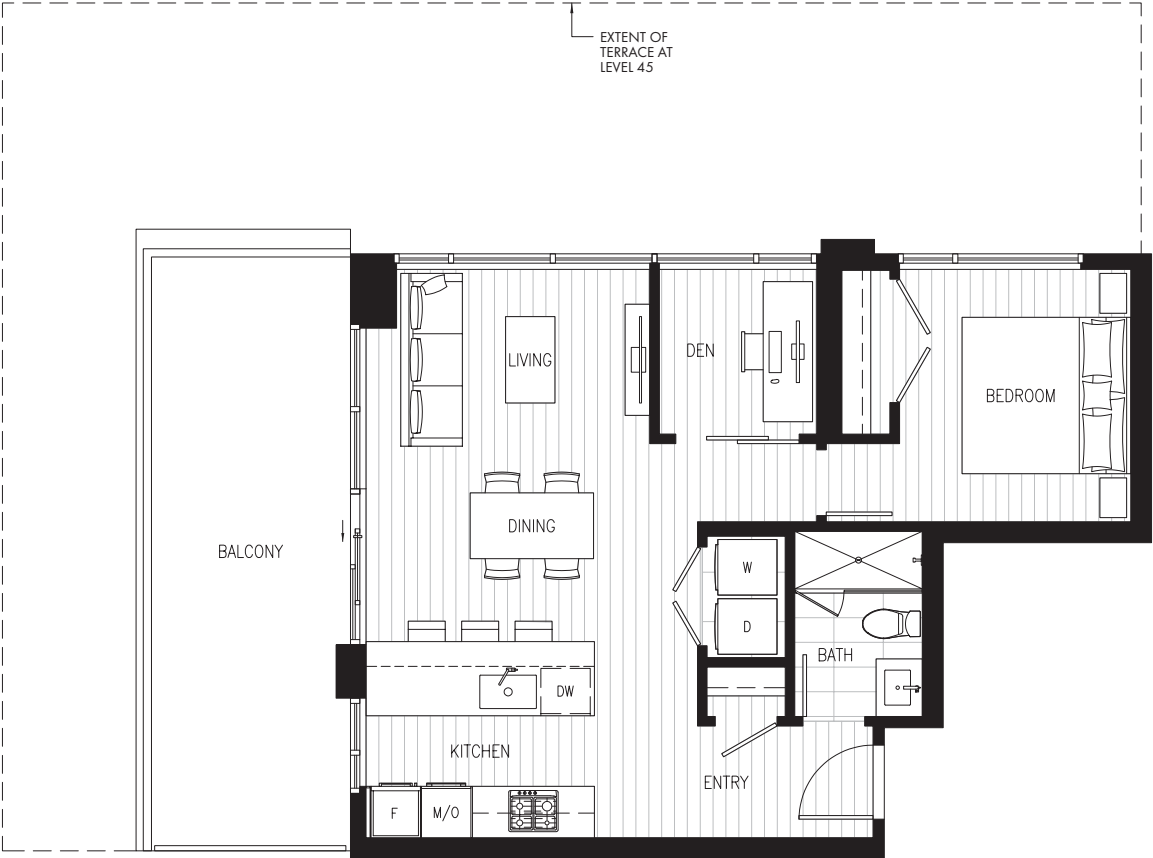 EXTENT OF
TERRACE AT
LEVEL 45
LIVING
DEN
BEDROOM
DINING
BALCONY
W
D
BATH
DW
KITCHEN
ENTRY
F
M/O